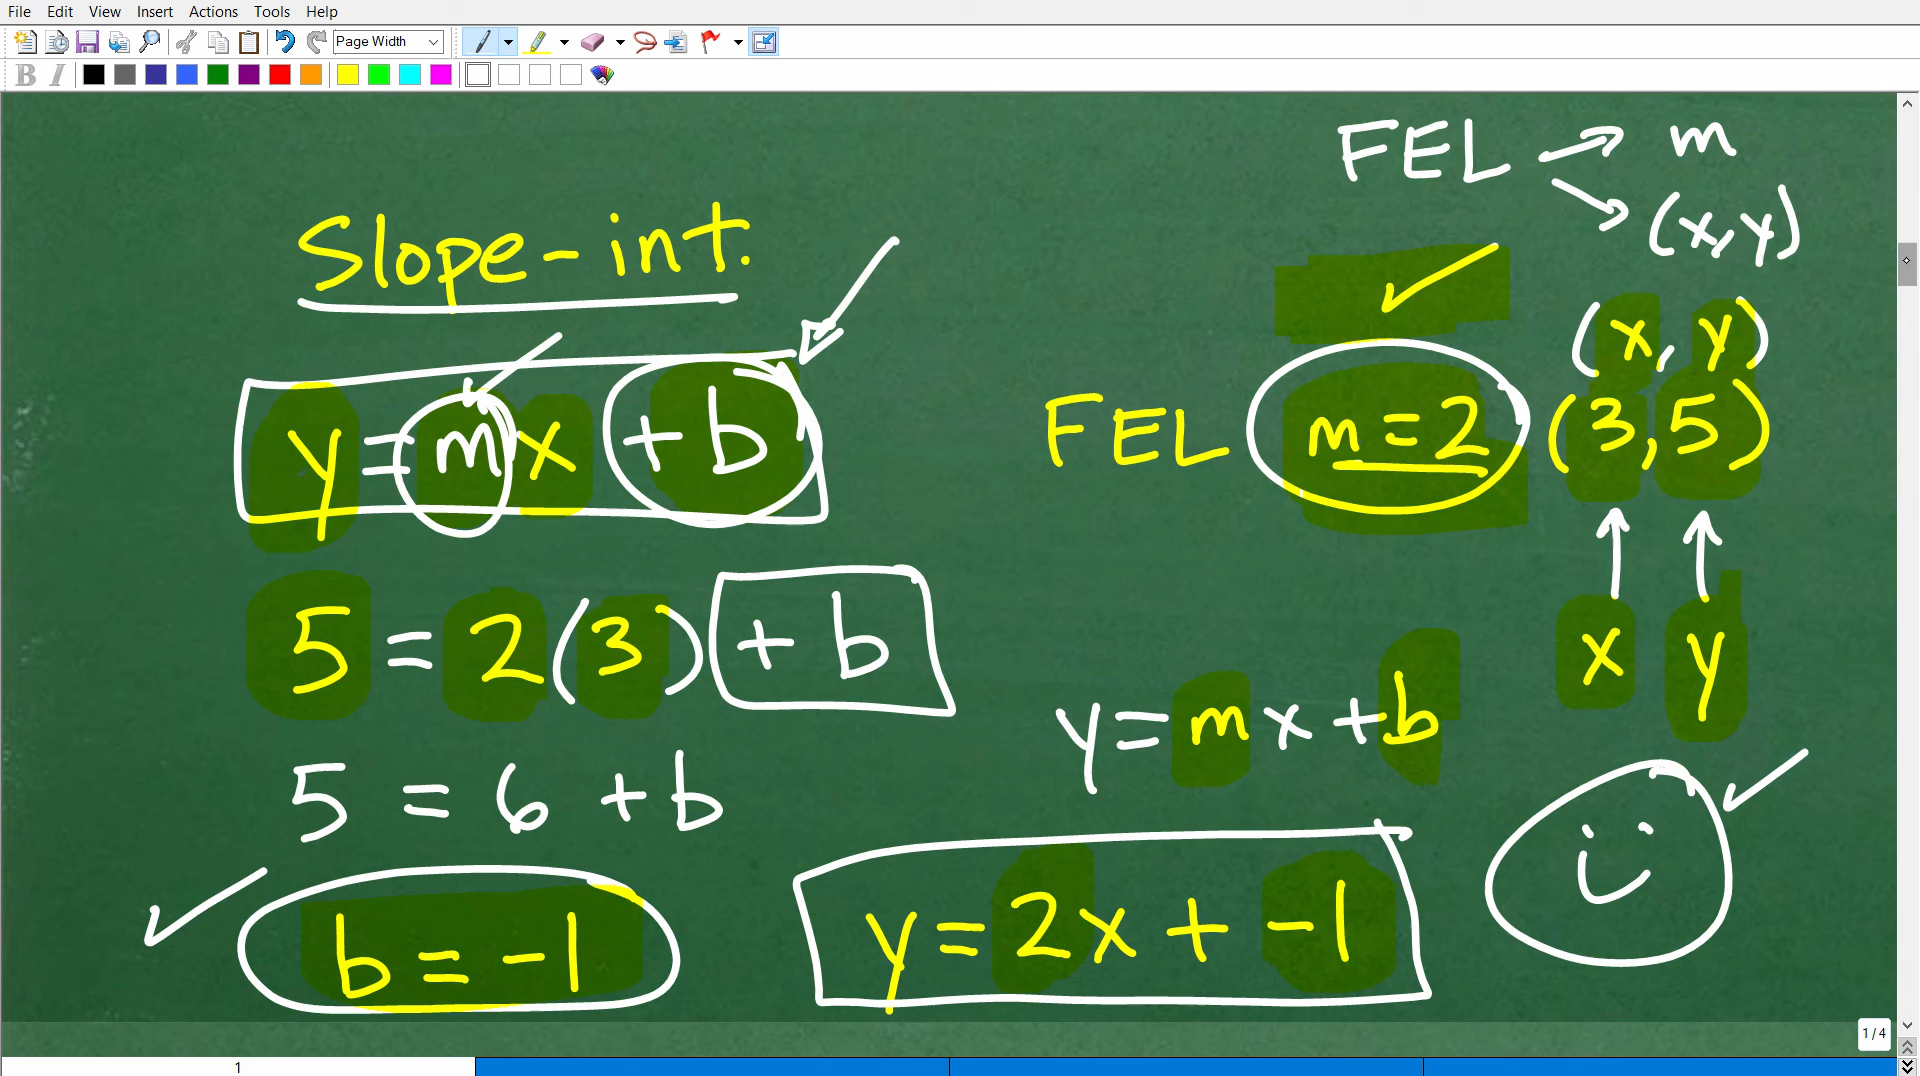 File Edit View Insert Actions Tools Help
Page Width
B I
FEL → m
→ (x,y)
Slope-int.
(x, y)
y = mx + b
FEL m = 2 (3,5)
5 = 2(3) + b
x y
y = mx + b
5 = 6 + b
b = -1
y = 2x + -1
1 / 4
1